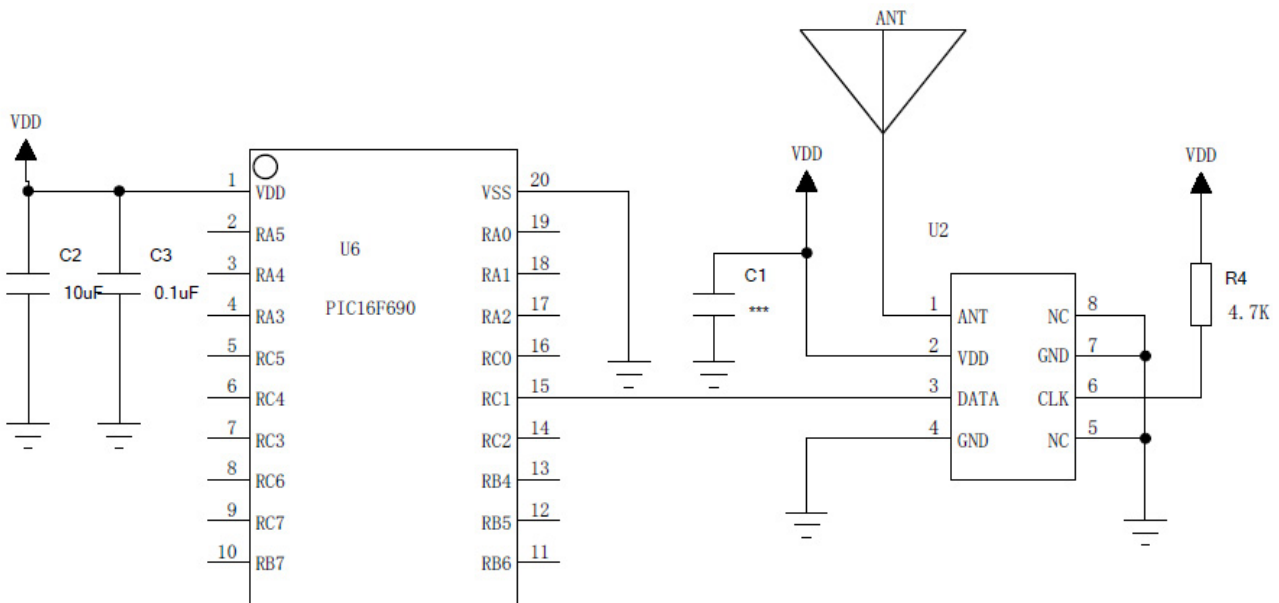 ANT
VDD
VDD
VDD
1
VDD
VSS
20
2
RA5
RA0
19
U6
U2
C2
10uF
C3
0.1uF
3
RA4
RA1
18
C1
***
R4
4.7K
4
RA3
PIC16F690
RA2
17
1
ANT
NC
8
5
RC5
RC0
16
2
VDD
GND
7
6
RC4
RC1
15
3
DATA
CLK
6
7
RC3
RC2
14
4
GND
NC
5
8
RC6
RB4
13
9
RC7
RB5
12
10
RB7
RB6
11